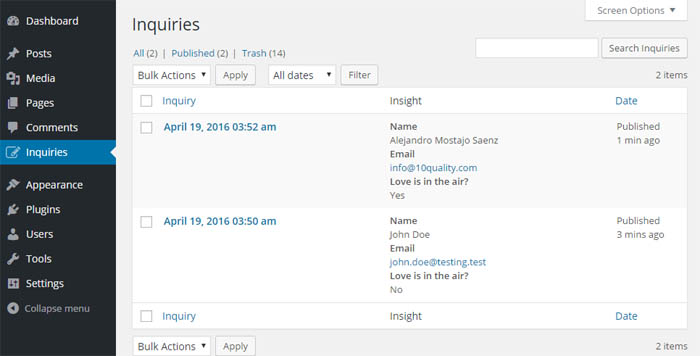 Dashboard
Posts
Media
Pages
Comments
Inquiries
Appearance
Plugins
Users
Tools
Settings
Collapse menu
Screen Options
Inquiries
All (2) | Published (2) | Trash (14)
Search Inquiries
Bulk Actions Apply All dates Filter 2 items
Inquiry Insight Date
April 19, 2016 03:52 am Name Published
Alejandro Mostajo Saenz 1 min ago
Email
info@10quality.com
Love is in the air?
Yes
April 19, 2016 03:50 am Name Published
John Doe 3 mins ago
Email
john.doe@testing.test
Love is in the air?
No
Inquiry Insight Date
Bulk Actions Apply 2 items